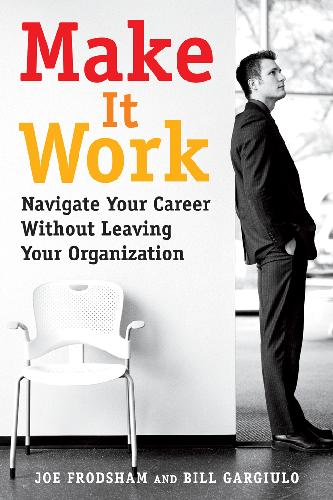 Make
It
Work
Navigate Your Career
Without Leaving
Your Organization
JOE FRODSHAM AND BILL GARGIULO